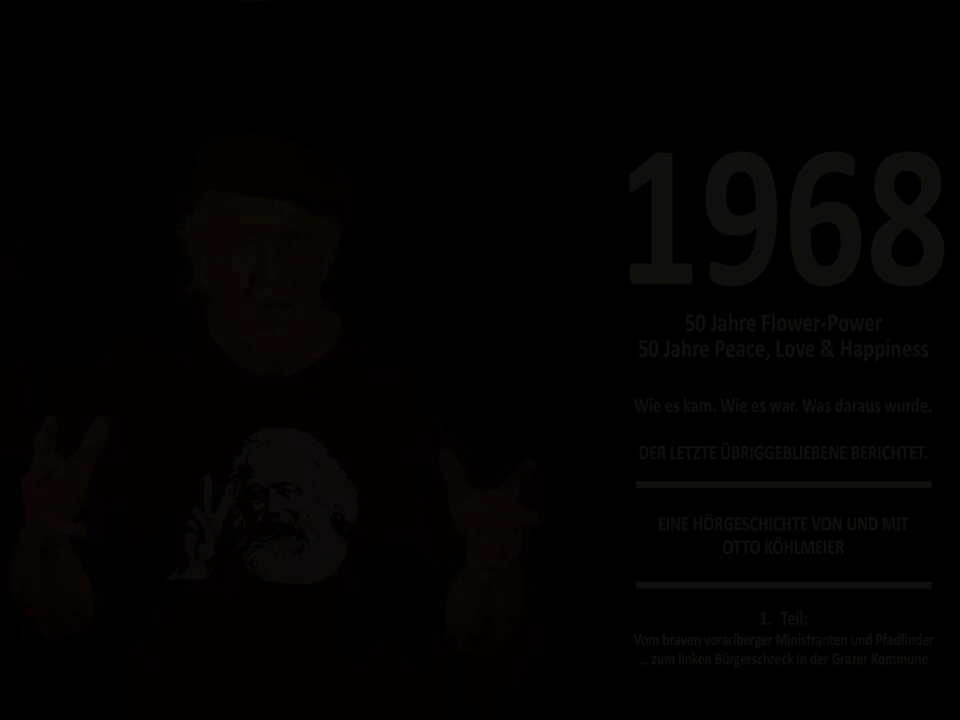 1968
50 Jahre Flower-Power
50 Jahre Peace, Love & Happiness
Wie es kam. Wie es war. Was daraus wurde.
DER LETZTE ÜBRIGGEBLIEBENE BERICHTET.
EINE HÖRGESCHICHTE VON UND MIT
OTTO KÖHLMEIER
1. Teil:
Vom braven vorarlberger Ministranten und Pfadfinder
... zum linken Bürgerschreck in der Grazer Kommune